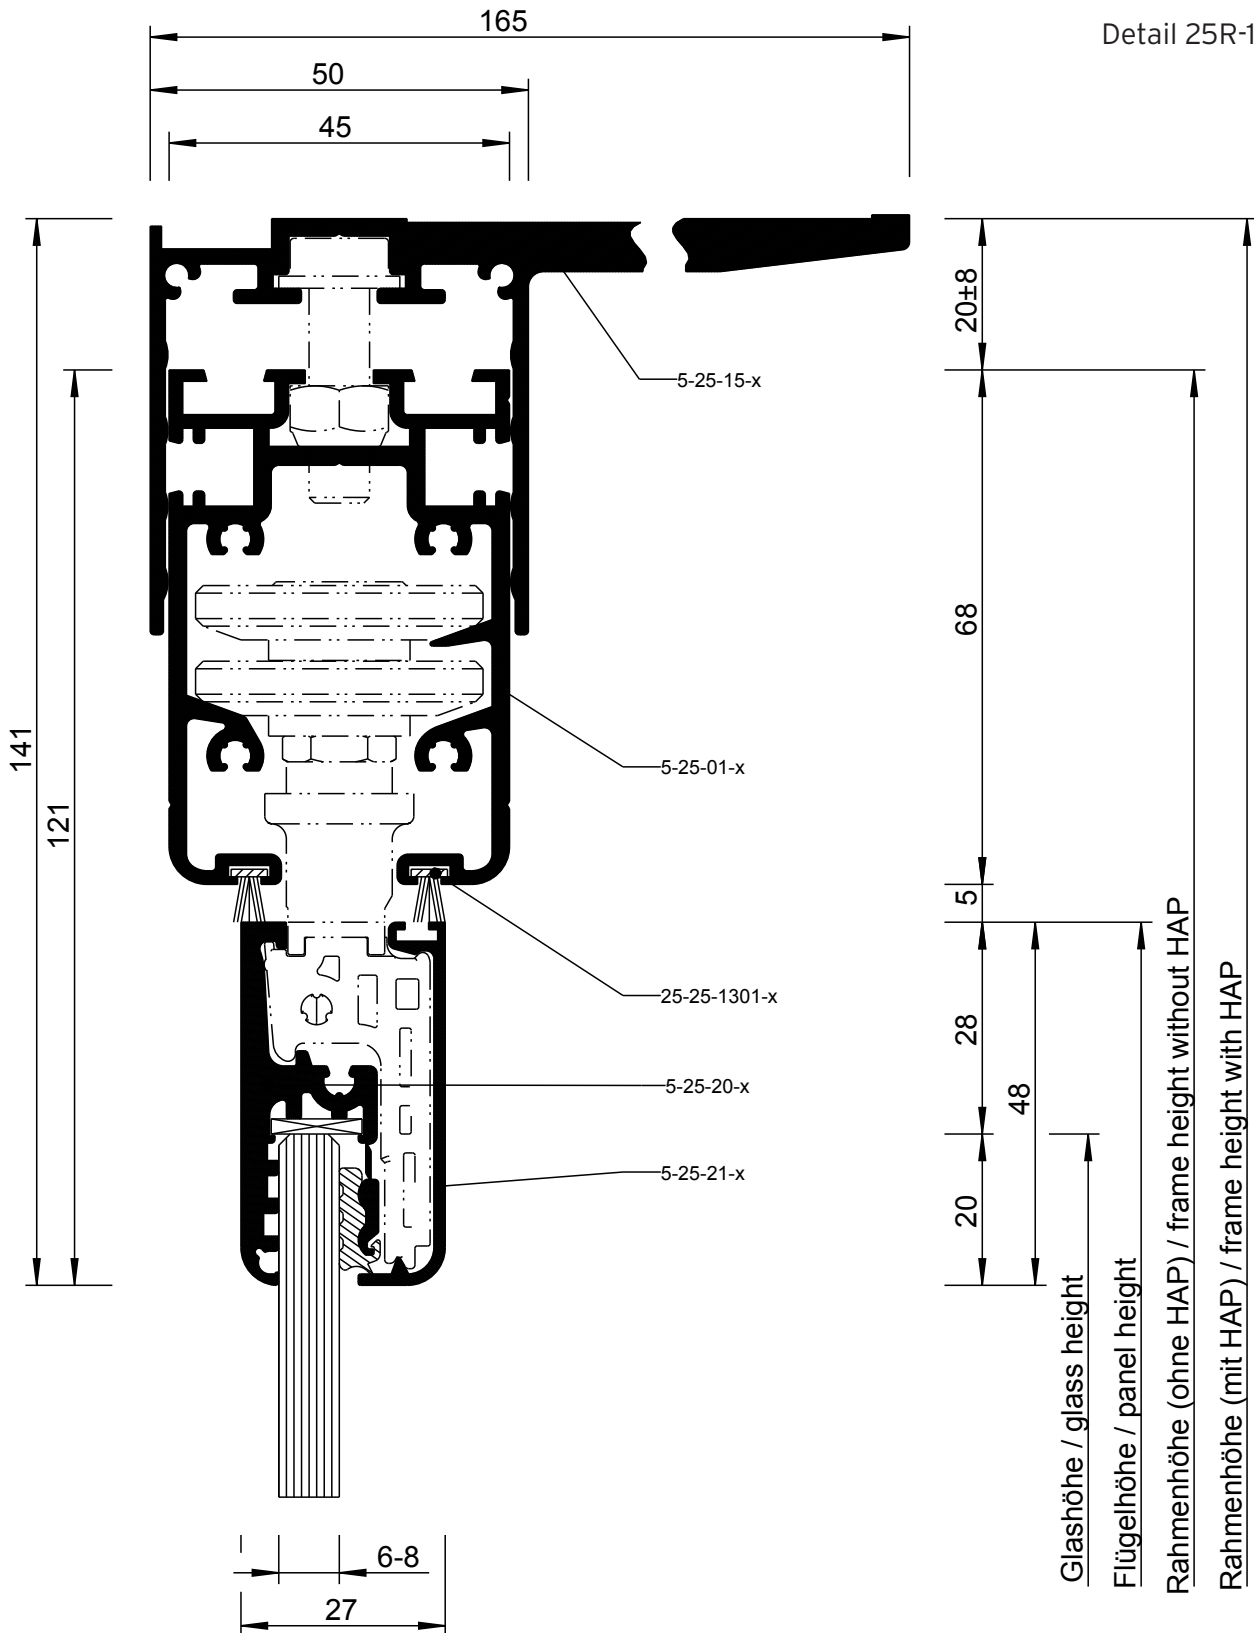 165
Detail 25R-1
50
45
20±8
5-25-15-x
68
141
121
5-25-01-x
5
25-25-1301-x
28
5-25-20-x
48
5-25-21-x
20
Glashöhe / glass height
Flügelhöhe / panel height
Rahmenhöhe (ohne HAP) / frame height without HAP
Rahmenhöhe (mit HAP) / frame height with HAP
6-8
27